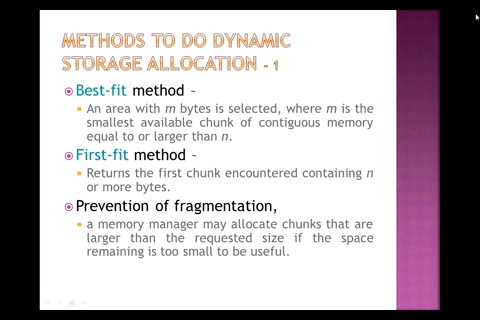 METHODS TO DO DYNAMIC
STORAGE ALLOCATION - 1
Best-fit method –
An area with m bytes is selected, where m is the
smallest available chunk of contiguous memory
equal to or larger than n.
First-fit method –
Returns the first chunk encountered containing n
or more bytes.
Prevention of fragmentation,
a memory manager may allocate chunks that are
larger than the requested size if the space
remaining is too small to be useful.